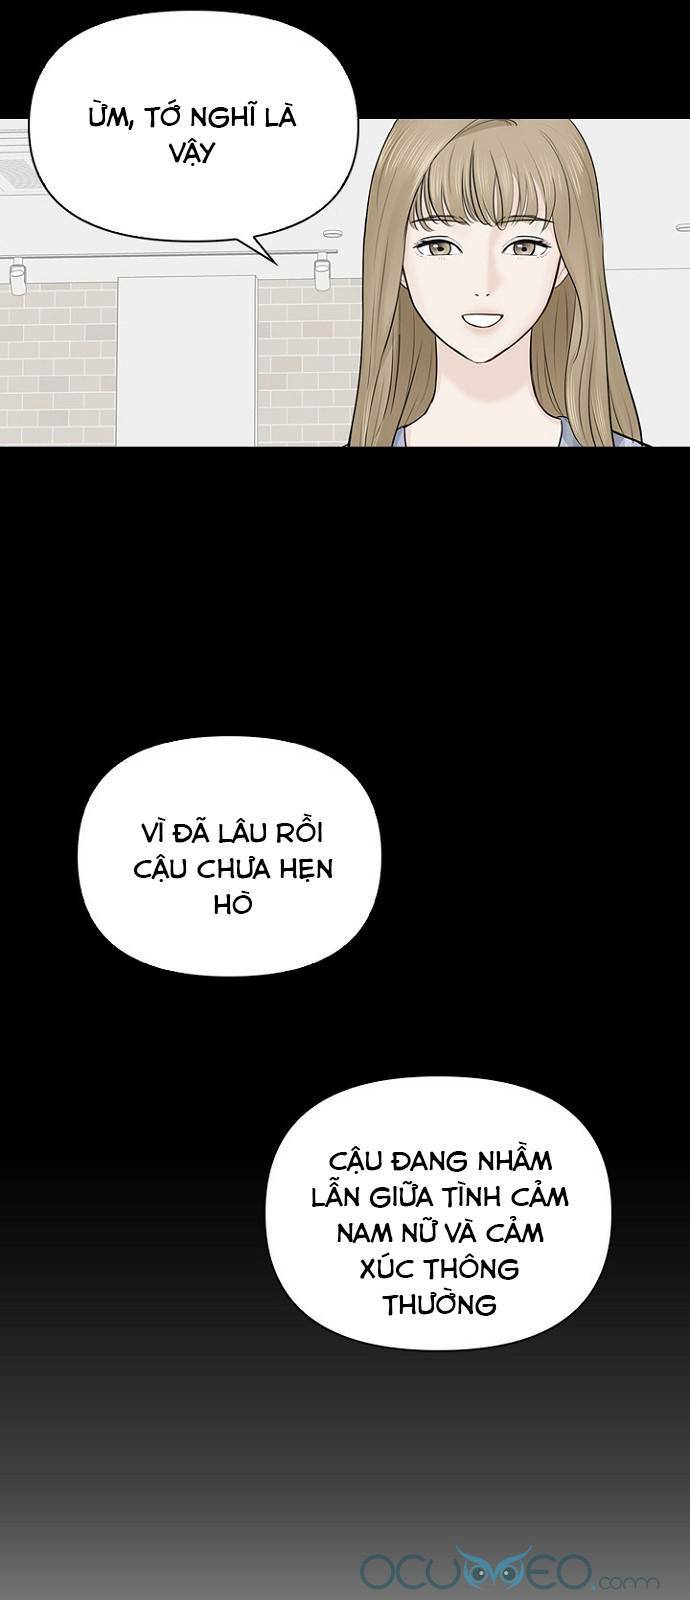 ỪM, TỚ NGHĨ LÀ
VẬY
VÌ ĐÃ LÂU RỒI
CẬU CHƯA HẸN
HÒ
CẬU ĐANG NHẦM
LẪN GIỮA TÌNH CẢM
NAM NỮ VÀ CẢM
XÚC THÔNG
THƯỜNG
OCUMEO.com